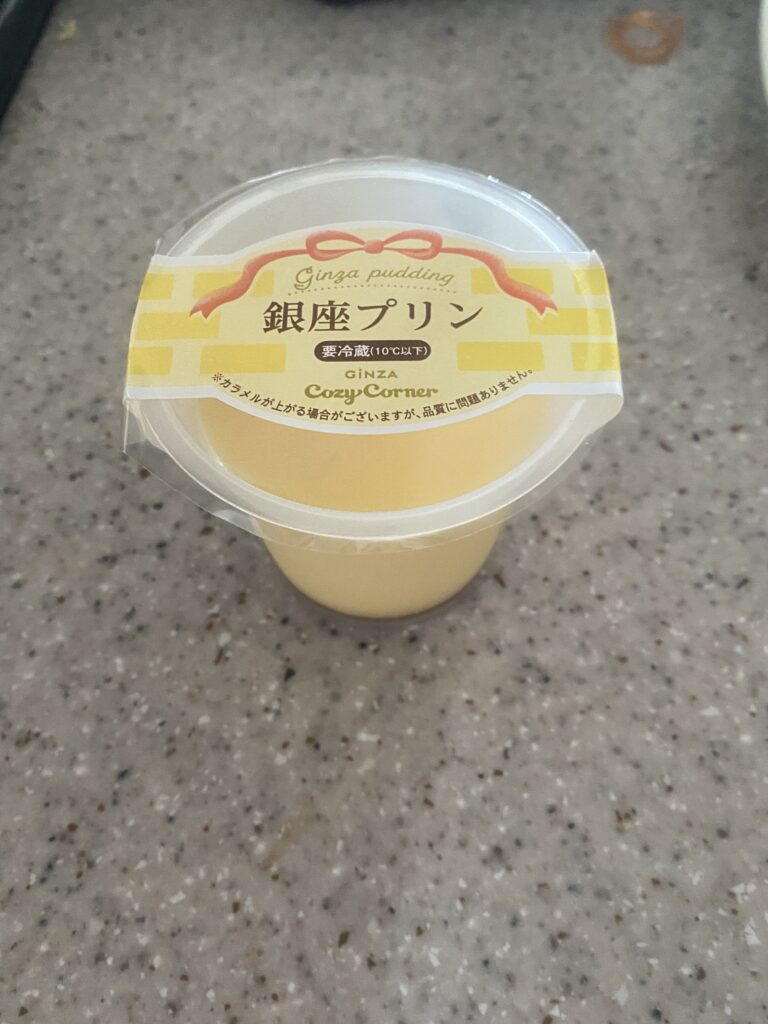 Ginza pudding
銀座プリン
要冷蔵(10℃以下)
GINZA
Cozy Corner
※カラメルが上がる場合がございますが、品質に問題ありません。